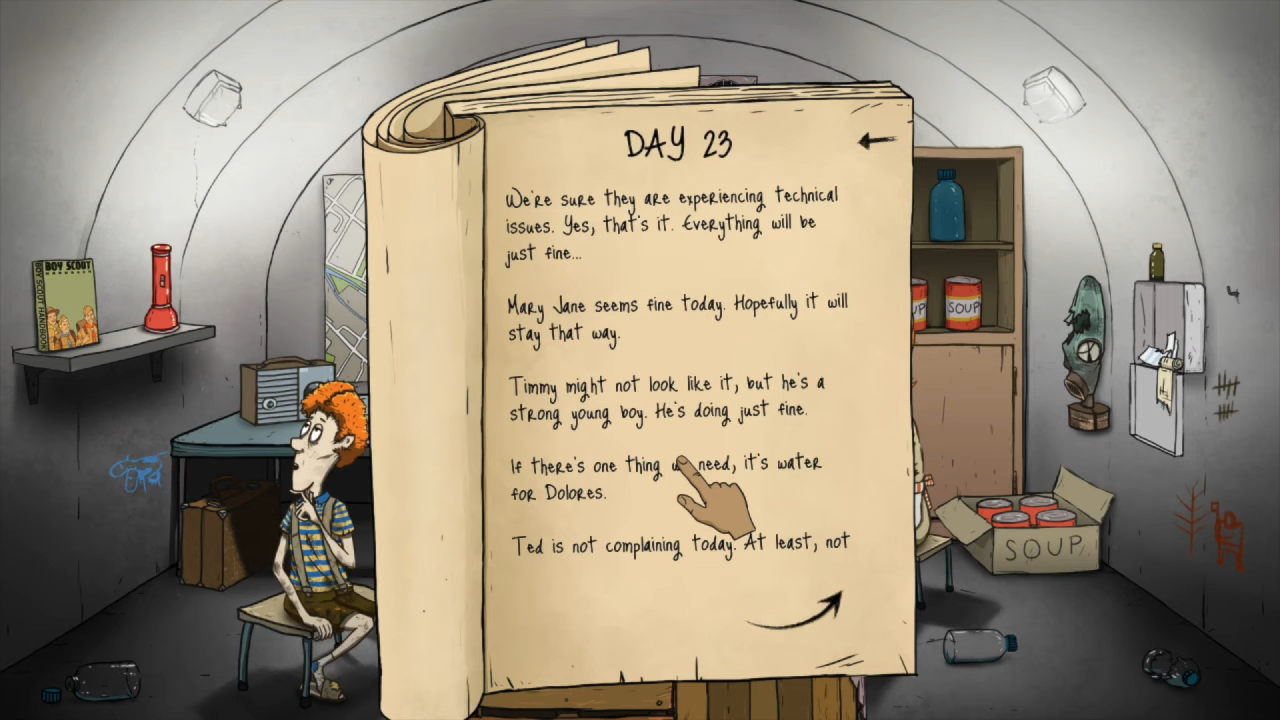 DAY 23
We're sure they are experiencing technical
issues. Yes, that's it. Everything will be
just fine...
Mary Jane seems fine today. Hopefully it will
stay that way.
Timmy might not look like it, but he's a
strong young boy. He's doing just fine.
If there's one thing need, it's water
for Dolores.
Ted is not complaining today. At least, not
BOY SCOUT
BOY SCOUT HANDBOOK
UP
SOUP
SOUP